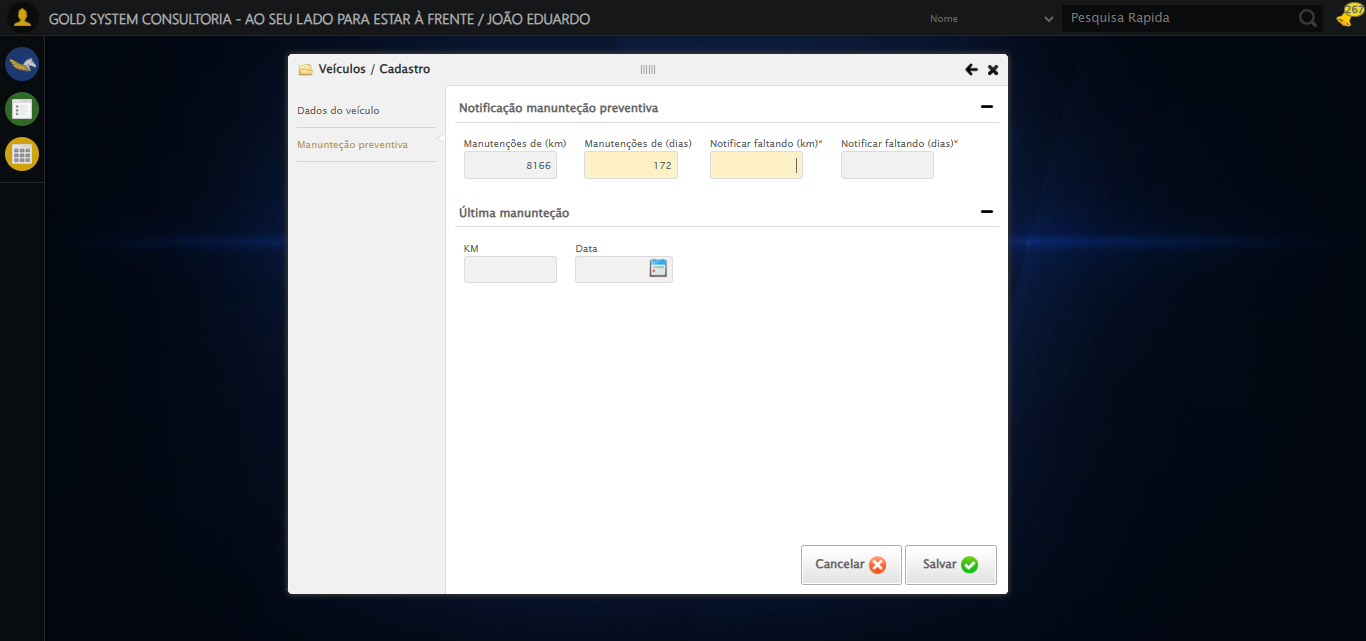 GOLD SYSTEM CONSULTORIA - AO SEU LADO PARA ESTAR À FRENTE / JOÃO EDUARDO
Nome
Pesquisa Rapida
267
Veículos / Cadastro
Dados do veículo
Manunteção preventiva
Notificação manunteção preventiva
Manutenções de (km) Manutenções de (dias) Notificar faltando (km)* Notificar faltando (dias)*
8166 172
Última manunteção
KM Data
Cancelar Salvar